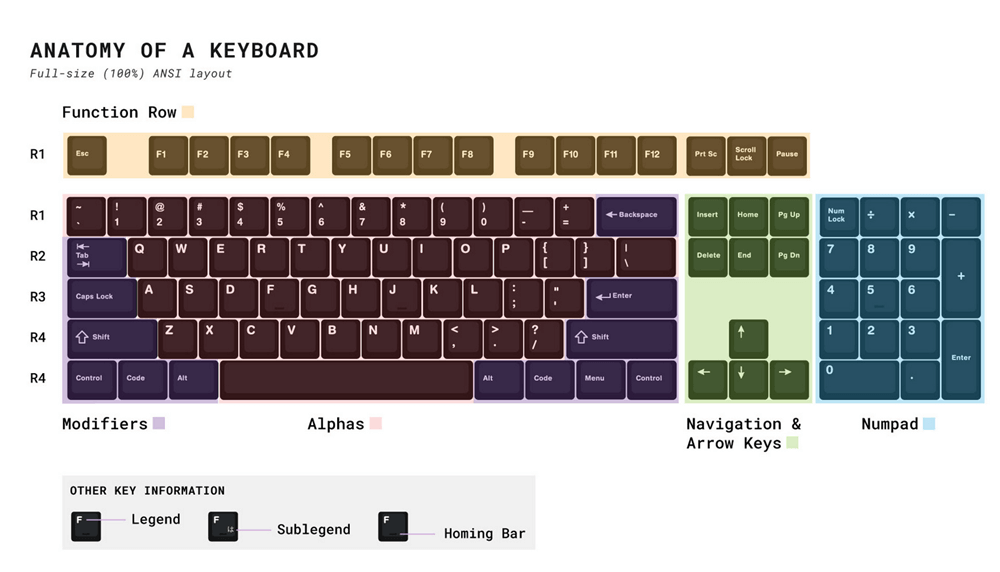 ANATOMY OF A KEYBOARD
Full-size (100%) ANSI layout
Function Row
R1 Esc F1 F2 F3 F4 F5 F6 F7 F8 F9 F10 F11 F12 Prt Sc Scroll Lock Pause
R1 ~ ` ! 1 @ 2 # 3 $ 4 % 5 ^ 6 & 7 * 8 ( 9 ) 0 — - + = ← Backspace Insert Home Pg Up Num Lock ÷ × −
R2 Tab Q W E R T Y U I O P { [ } ] | \ Delete End Pg Dn 7 8 9 +
R3 Caps Lock A S D F G H J K L : ; " ' Enter 4 5 6
R4 Shift Z X C V B N M < , > . ? / Shift ↑ 1 2 3 Enter
R4 Control Code Alt Alt Code Menu Control ← ↓ → 0 .
Modifiers Alphas Navigation & Arrow Keys Numpad
OTHER KEY INFORMATION
F Legend F は Sublegend F Homing Bar